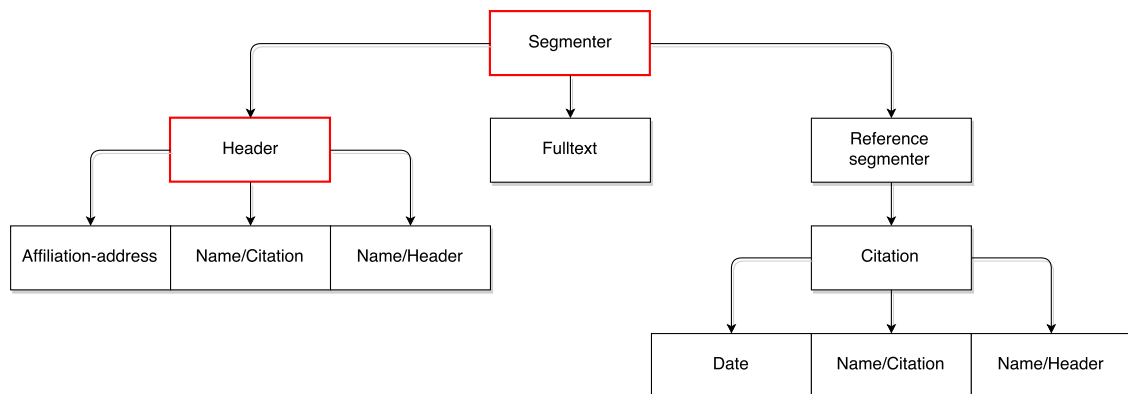 Segmenter
Header
Fulltext
Reference
segmenter
Affiliation-address
Name/Citation
Name/Header
Citation
Date
Name/Citation
Name/Header